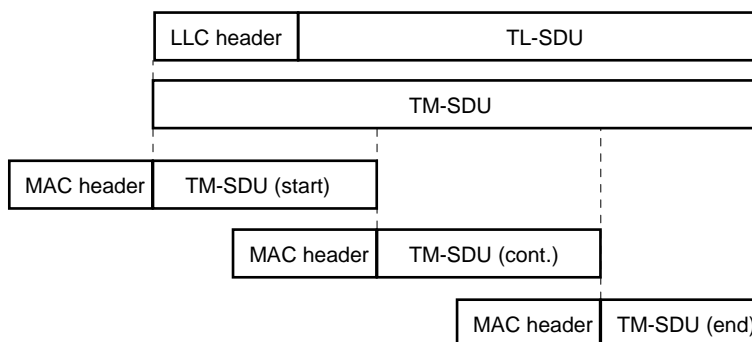 LLC header TL-SDU
TM-SDU
MAC header TM-SDU (start)
MAC header TM-SDU (cont.)
MAC header TM-SDU (end)